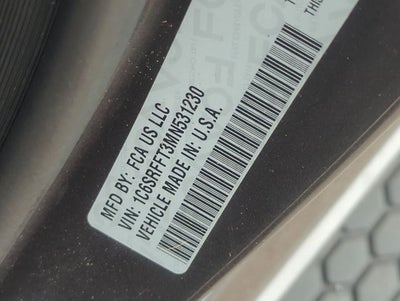 MFD BY: FCA US LLC
VIN: 1C6SRFFT3MN531230
VEHICLE MADE IN: U.S.A.